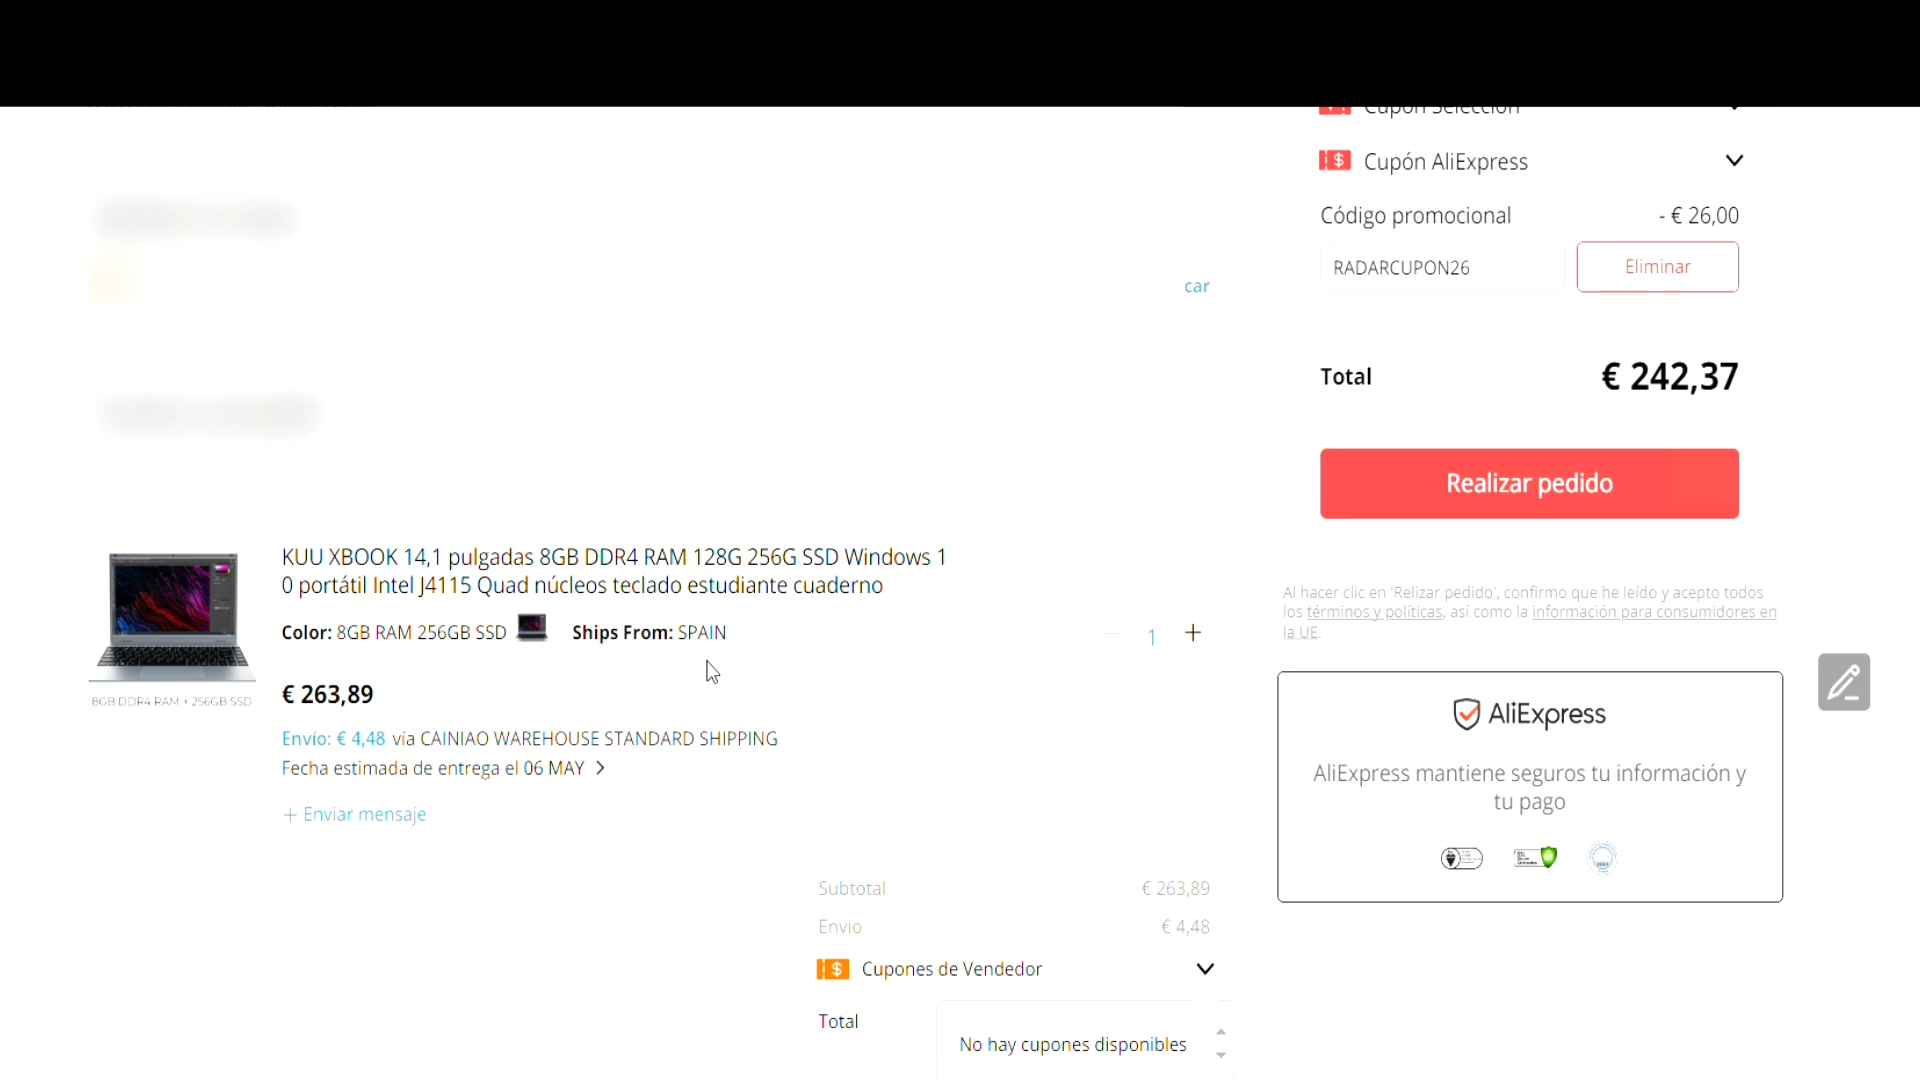 Cupón Selección
Cupón AliExpress
Código promocional - € 26,00
RADARCUPON26 Eliminar
car
Total € 242,37
Realizar pedido
KUU XBOOK 14,1 pulgadas 8GB DDR4 RAM 128G 256G SSD Windows 1
0 portátil Intel J4115 Quad núcleos teclado estudiante cuaderno
Color: 8GB RAM 256GB SSD Ships From: SPAIN
1 +
€ 263,89
8GB DDR4 RAM + 256GB SSD
Envío: € 4,48 vía CAINIAO WAREHOUSE STANDARD SHIPPING
Fecha estimada de entrega el 06 MAY
+ Enviar mensaje
Al hacer clic en 'Relizar pedido', confirmo que he leído y acepto todos
los términos y políticas, así como la información para consumidores en
la UE.
AliExpress
AliExpress mantiene seguros tu información y
tu pago
Subtotal € 263,89
Envío € 4,48
Cupones de Vendedor
Total
No hay cupones disponibles